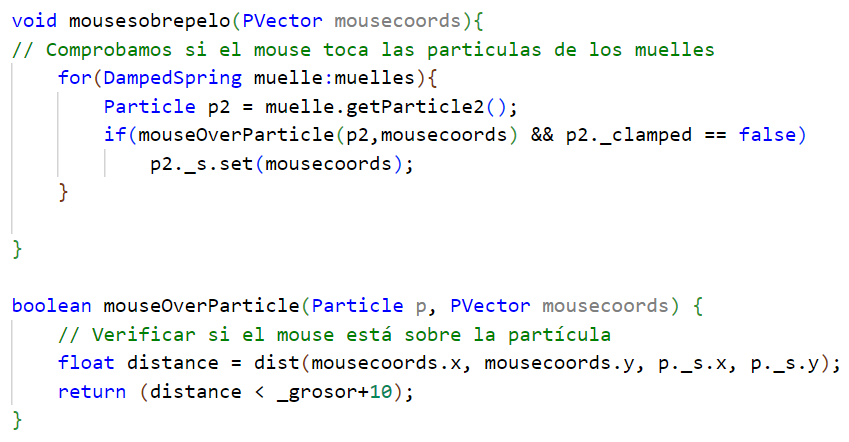 void mousesobrepelo(PVector mousecoords){
// Comprobamos si el mouse toca las particulas de los muelles
for(DampedSpring muelle:muelles){
Particle p2 = muelle.getParticle2();
if(mouseOverParticle(p2,mousecoords) && p2._clamped == false)
p2._s.set(mousecoords);
}
}
boolean mouseOverParticle(Particle p, PVector mousecoords) {
// Verificar si el mouse está sobre la partícula
float distance = dist(mousecoords.x, mousecoords.y, p._s.x, p._s.y);
return (distance < _grosor+10);
}